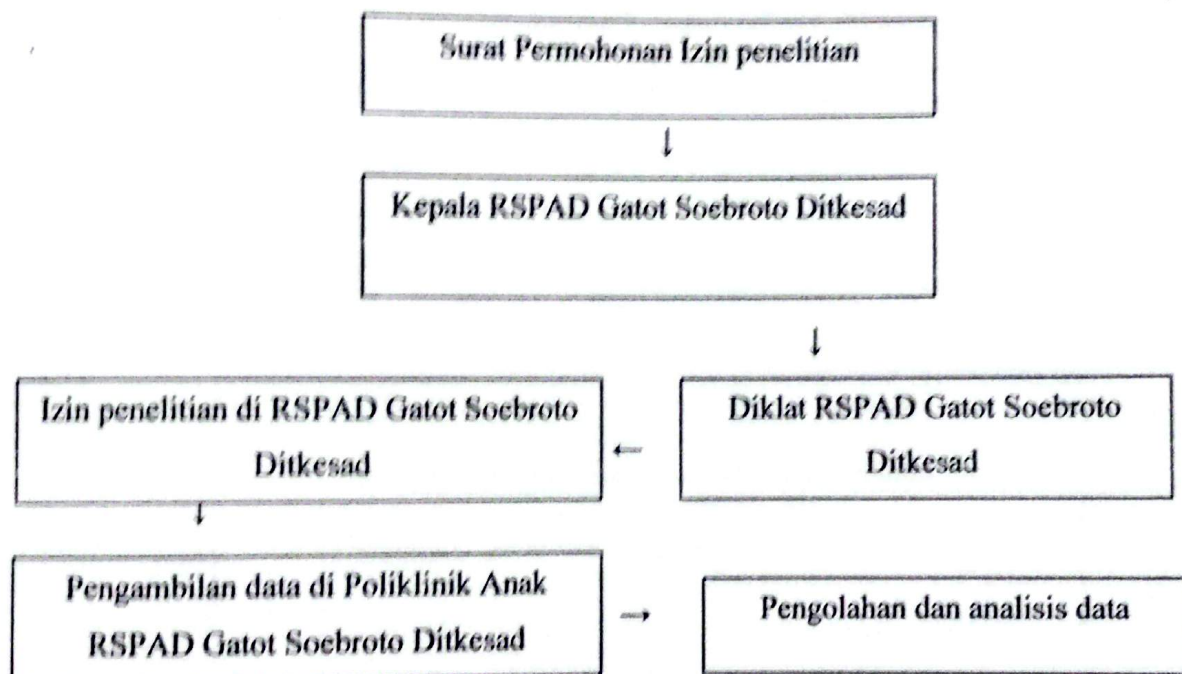 Surat Permohonan Izin penelitian
↓
Kepala RSPAD Gatot Soebroto Ditkesad
↓
Izin penelitian di RSPAD Gatot Soebroto
Ditkesad
←
Diklat RSPAD Gatot Soebroto
Ditkesad
↓
Pengambilan data di Poliklinik Anak
RSPAD Gatot Soebroto Ditkesad
→
Pengolahan dan analisis data